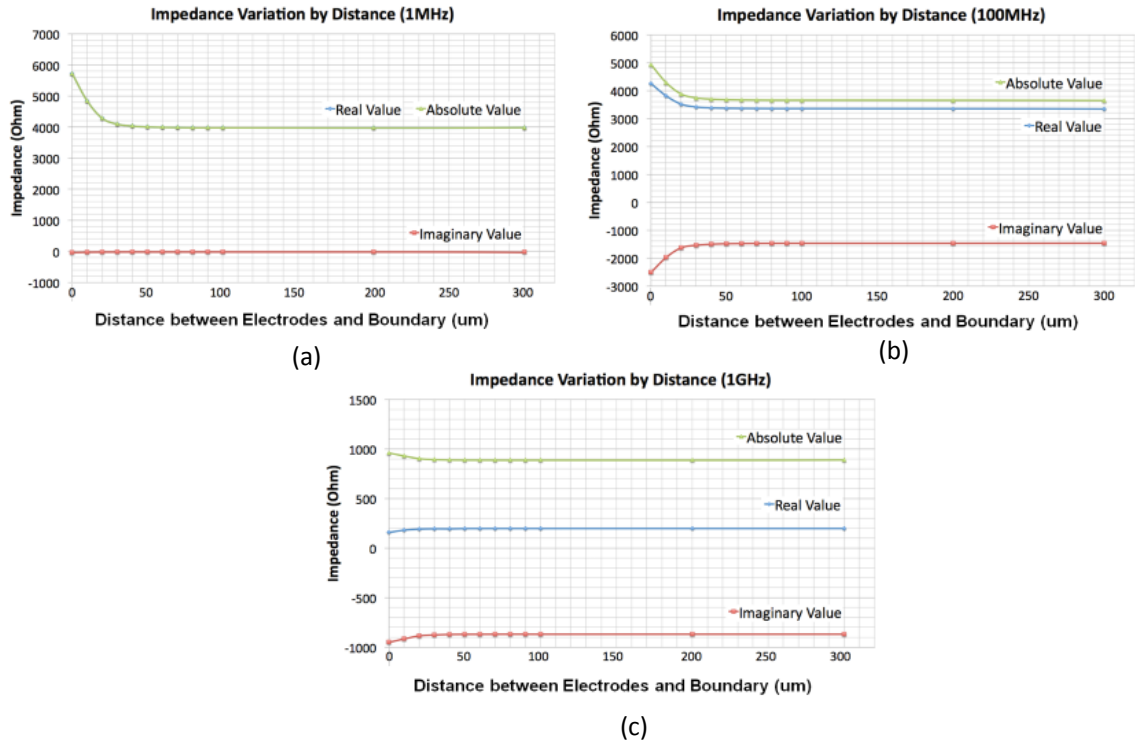 Impedance Variation by Distance (1MHz)
7000
6000
5000
4000
3000
2000
1000
0
-1000
Impedance (Ohm)
Real Value
Absolute Value
Imaginary Value
0 50 100 150 200 250 300
Distance between Electrodes and Boundary (um)
(a)
Impedance Variation by Distance (100MHz)
6000
5000
4000
3000
2000
1000
0
-1000
-2000
-3000
Impedance (Ohm)
Absolute Value
Real Value
Imaginary Value
0 50 100 150 200 250 300
Distance between Electrodes and Boundary (um)
(b)
Impedance Variation by Distance (1GHz)
1500
1000
500
0
-500
-1000
Impedance (Ohm)
Absolute Value
Real Value
Imaginary Value
0 50 100 150 200 250 300
Distance between Electrodes and Boundary (um)
(c)